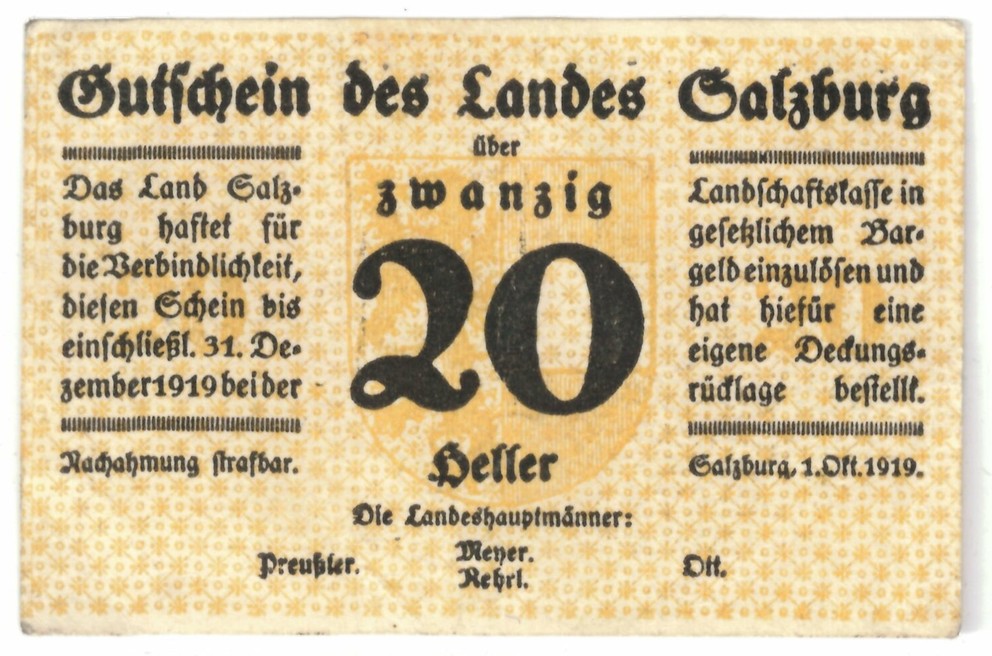 Gutschein des Landes Salzburg
über
zwanzig
20
Heller
Das Land Salz-
burg haftet für
die Verbindlichkeit,
diesen Schein bis
einschließl. 31. De-
zember 1919 bei der
Landschaftskasse in
gesetzlichem Bar-
geld einzulösen und
hat hiefür eine
eigene Deckungs-
rücklage bestellt.
Nachahmung strafbar.
Salzburg, 1. Okt. 1919.
Die Landeshauptmänner:
Preußler.
Meyer.
Rehrl.
Ott.